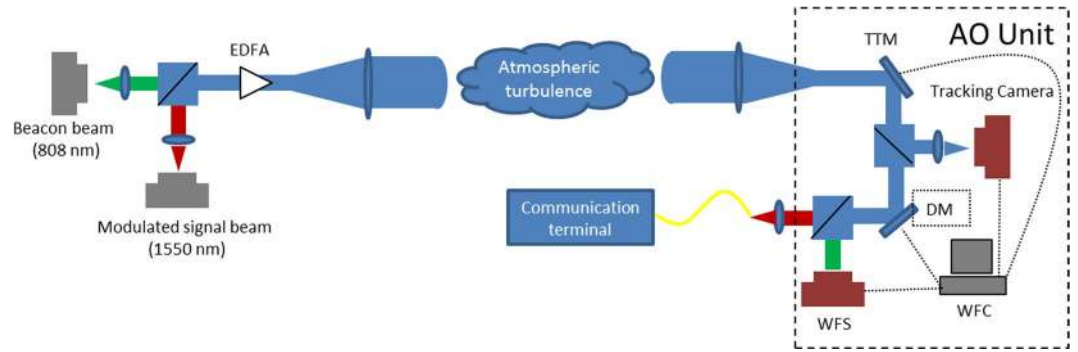 AO Unit
EDFA
TTM
Tracking Camera
Atmospheric
turbulence
Beacon beam
(808 nm)
Modulated signal beam
(1550 nm)
Communication
terminal
DM
WFS
WFC